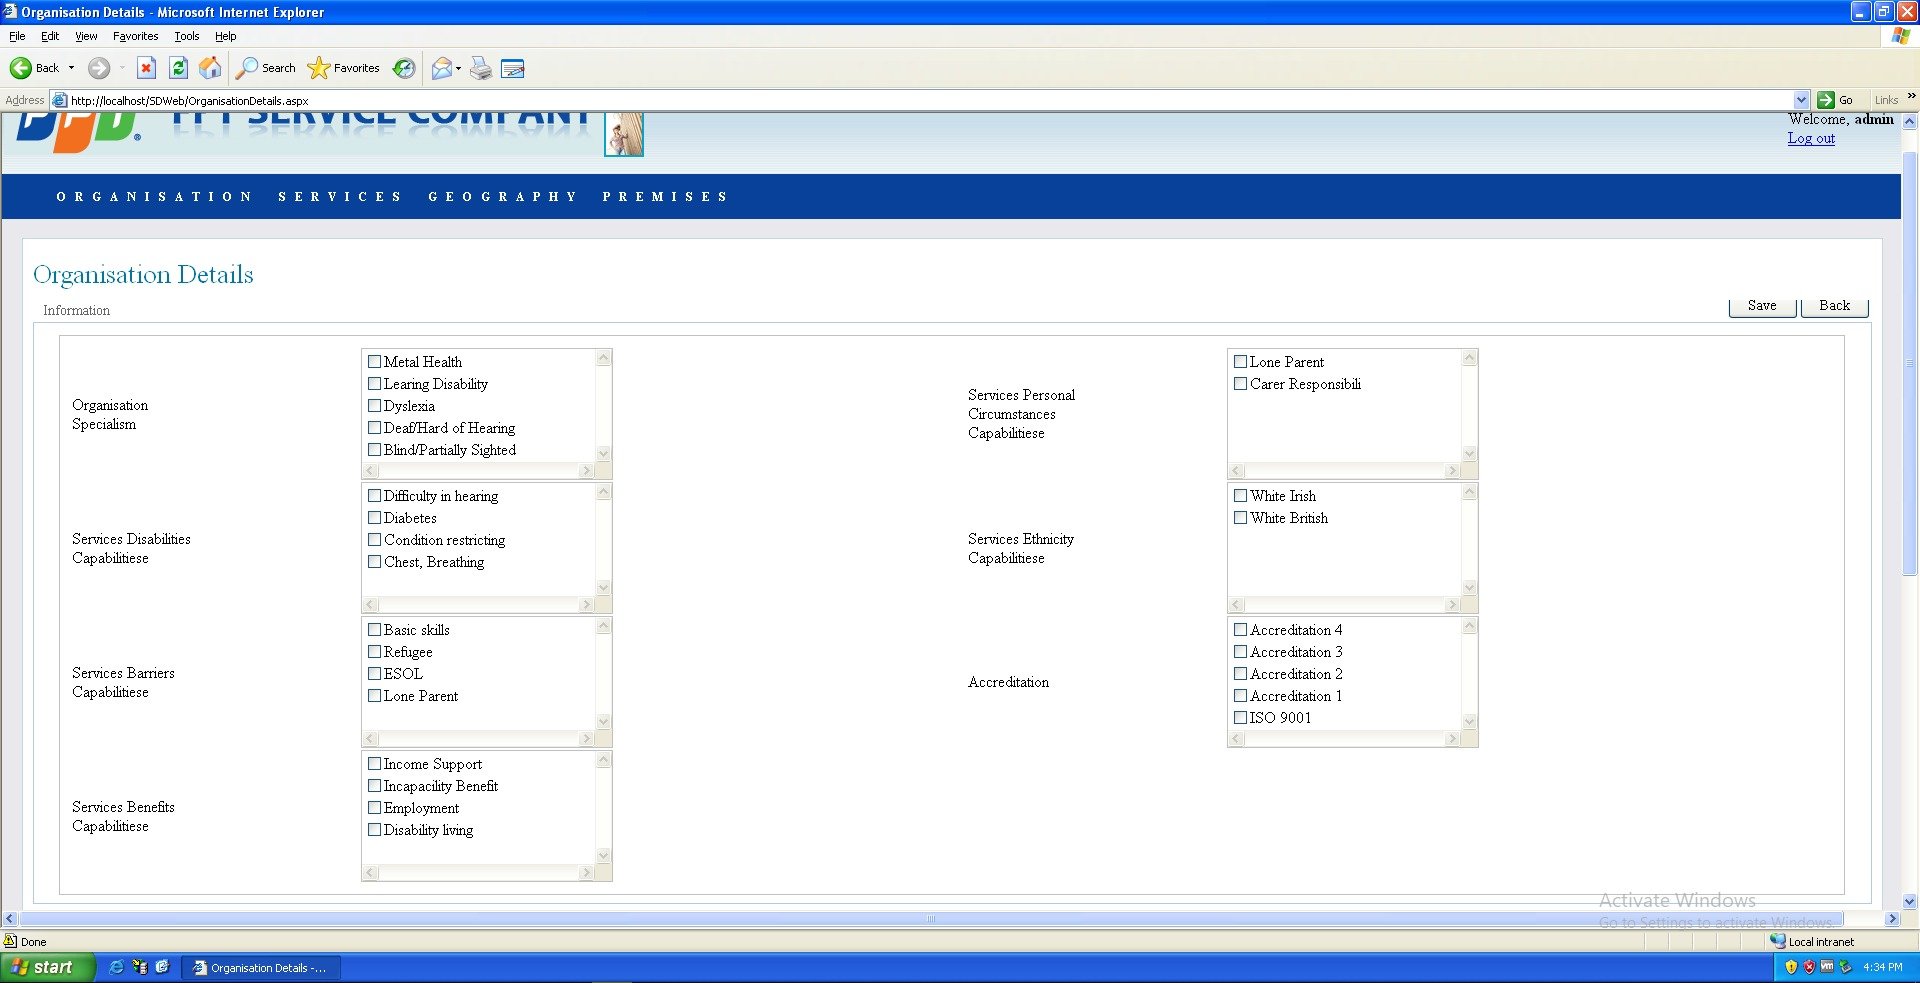 Organisation Details - Microsoft Internet Explorer
File Edit View Favorites Tools Help
Back Search Favorites
Address http://localhost/SDWeb/OrganisationDetails.aspx Go Links »
FPT SERVICE COMPANY
Welcome, admin
Log out
ORGANISATION SERVICES GEOGRAPHY PREMISES
Organisation Details
Information
Save Back
Organisation
Specialism
Metal Health
Learing Disability
Dyslexia
Deaf/Hard of Hearing
Blind/Partially Sighted
Services Personal
Circumstances
Capabilitiese
Lone Parent
Carer Responsibili
Services Disabilities
Capabilitiese
Difficulty in hearing
Diabetes
Condition restricting
Chest, Breathing
Services Ethnicity
Capabilitiese
White Irish
White British
Services Barriers
Capabilitiese
Basic skills
Refugee
ESOL
Lone Parent
Accreditation
Accreditation 4
Accreditation 3
Accreditation 2
Accreditation 1
ISO 9001
Services Benefits
Capabilitiese
Income Support
Incapacility Benefit
Employment
Disability living
Activate Windows
Go to Settings to activate Windows.
Done
Local intranet
start
Organisation Details -...
4:34 PM